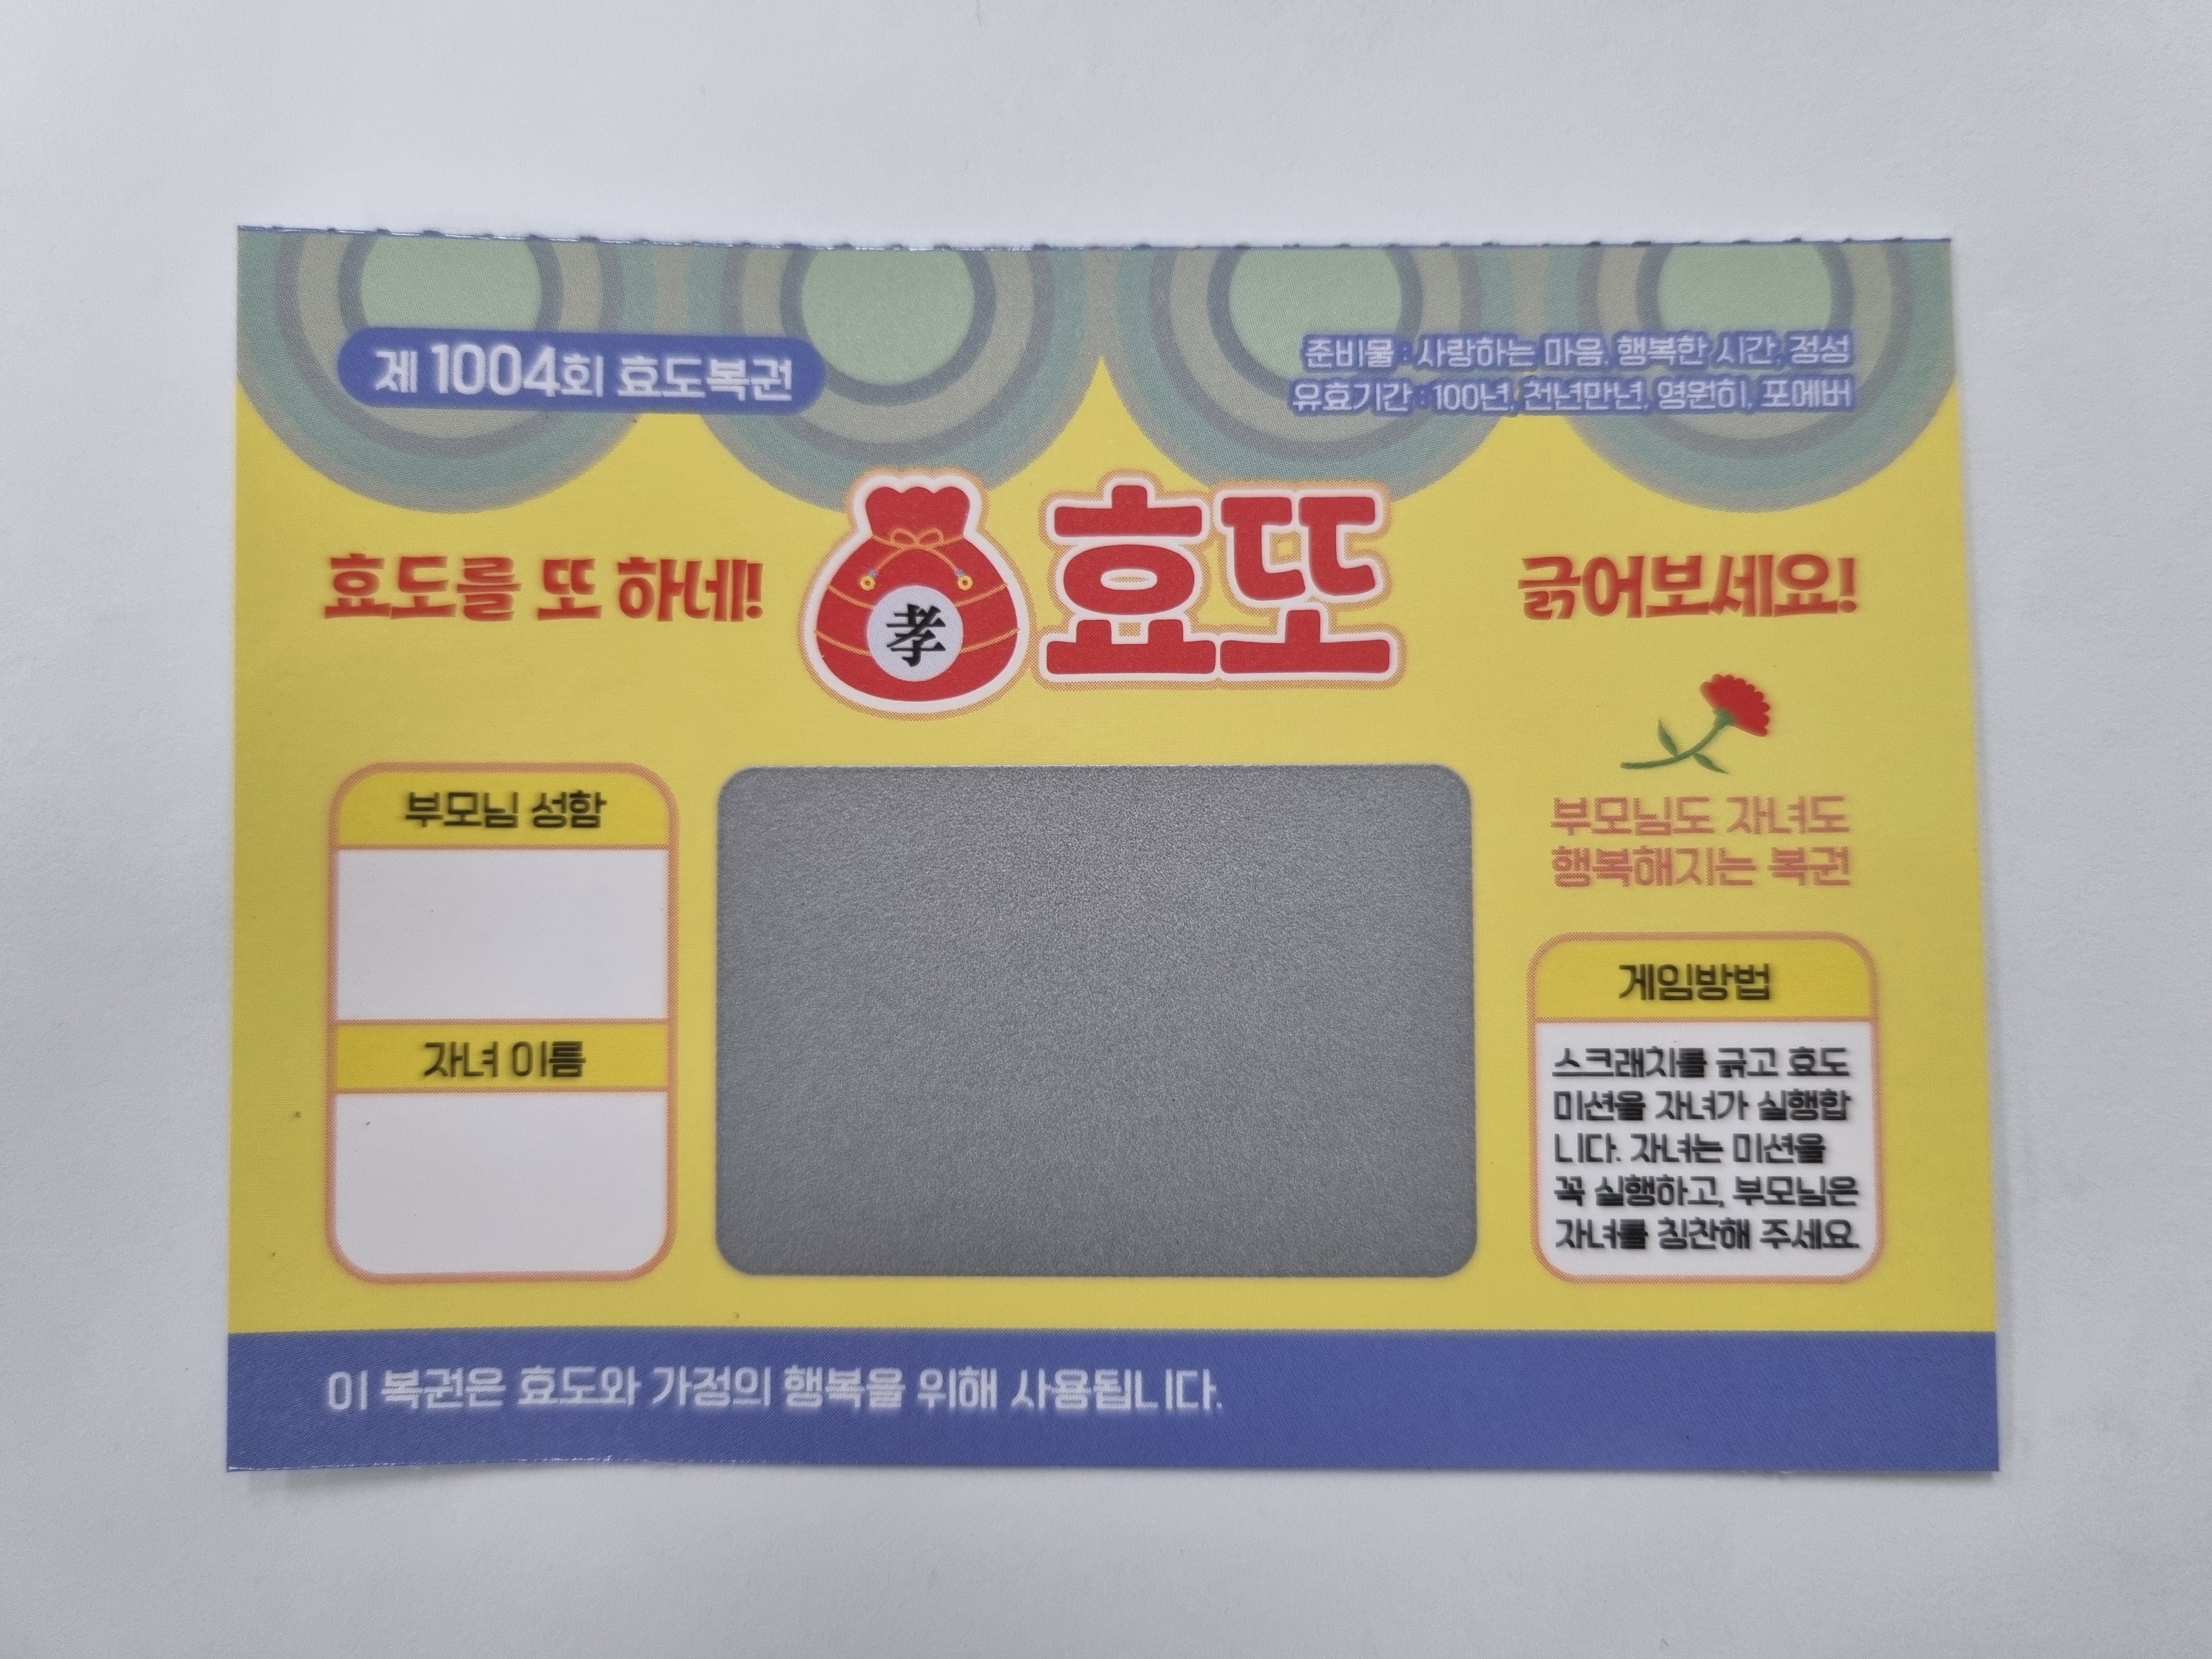 제 1004회 효도복권
준비물 : 사랑하는 마음, 행복한 시간, 정성
유효기간 : 100년, 천년만년, 영원히, 포에버
효도를 또 하네!
孝
효또
긁어보세요!
부모님 성함
자녀 이름
부모님도 자녀도
행복해지는 복권
게임방법
스크래치를 긁고 효도
미션을 자녀가 실행합
니다. 자녀는 미션을
꼭 실행하고, 부모님은
자녀를 칭찬해 주세요
이 복권은 효도와 가정의 행복을 위해 사용됩니다.